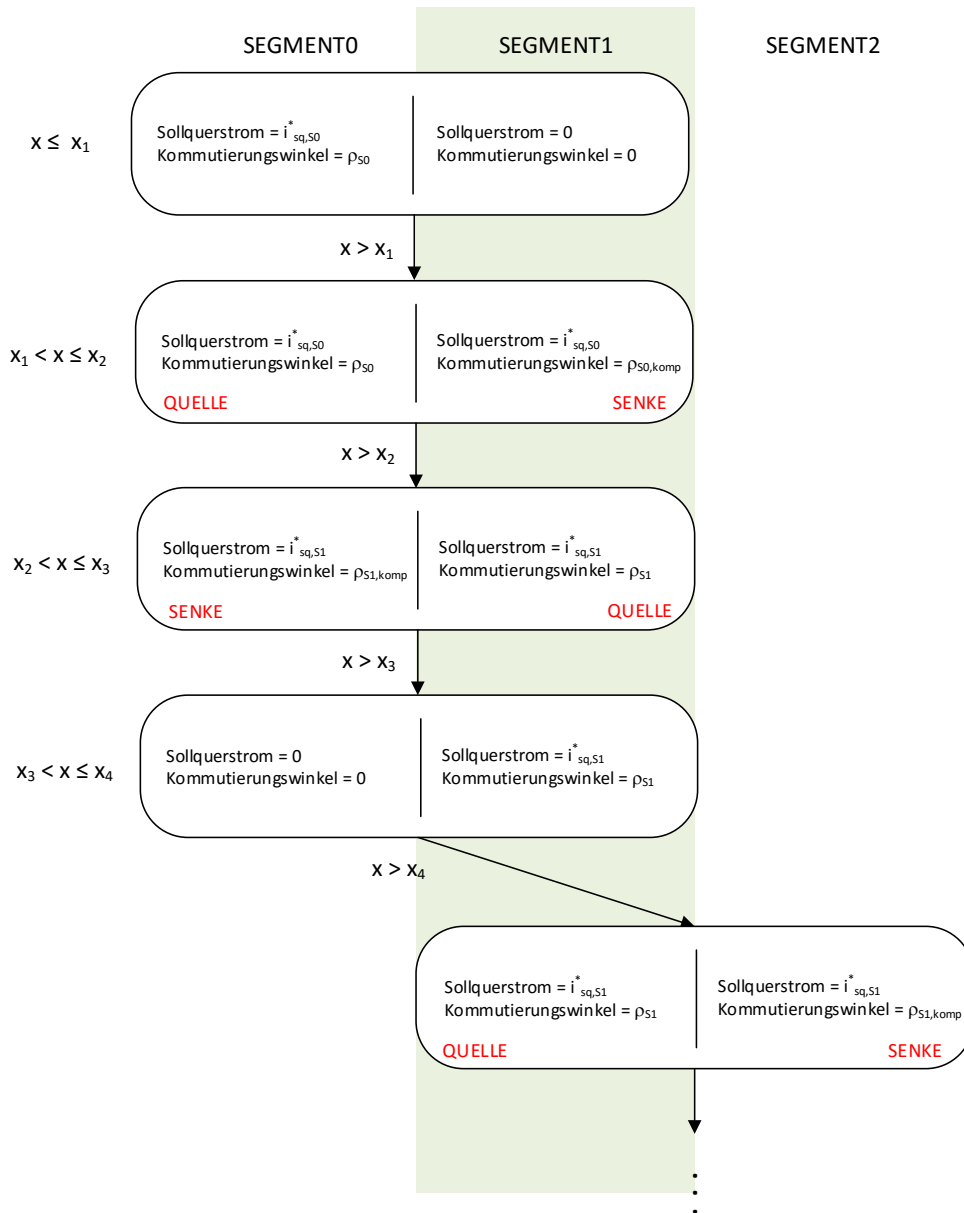 SEGMENT0 SEGMENT1 SEGMENT2
x ≤ x₁
Sollquerstrom = i*sq,S0
Kommutierungswinkel = ρS0
Sollquerstrom = 0
Kommutierungswinkel = 0
x > x₁
x₁ < x ≤ x₂
Sollquerstrom = i*sq,S0
Kommutierungswinkel = ρS0
QUELLE
Sollquerstrom = i*sq,S0
Kommutierungswinkel = ρS0,komp
SENKE
x > x₂
x₂ < x ≤ x₃
Sollquerstrom = i*sq,S1
Kommutierungswinkel = ρS1,komp
SENKE
Sollquerstrom = i*sq,S1
Kommutierungswinkel = ρS1
QUELLE
x > x₃
x₃ < x ≤ x₄
Sollquerstrom = 0
Kommutierungswinkel = 0
Sollquerstrom = i*sq,S1
Kommutierungswinkel = ρS1
x > x₄
Sollquerstrom = i*sq,S1
Kommutierungswinkel = ρS1
QUELLE
Sollquerstrom = i*sq,S1
Kommutierungswinkel = ρS1,komp
SENKE